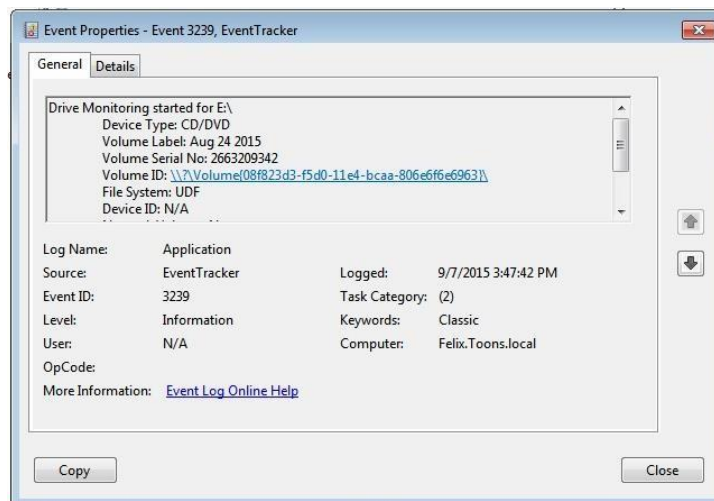 Event Properties - Event 3239, EventTracker
General Details
Drive Monitoring started for E:\
Device Type: CD/DVD
Volume Label: Aug 24 2015
Volume Serial No: 2663209342
Volume ID: \\?\Volume{08f823d3-f5d0-11e4-bcaa-806e6f6e6963}\
File System: UDF
Device ID: N/A
Log Name: Application
Source: EventTracker Logged: 9/7/2015 3:47:42 PM
Event ID: 3239 Task Category: (2)
Level: Information Keywords: Classic
User: N/A Computer: Felix.Toons.local
OpCode:
More Information: Event Log Online Help
Copy Close